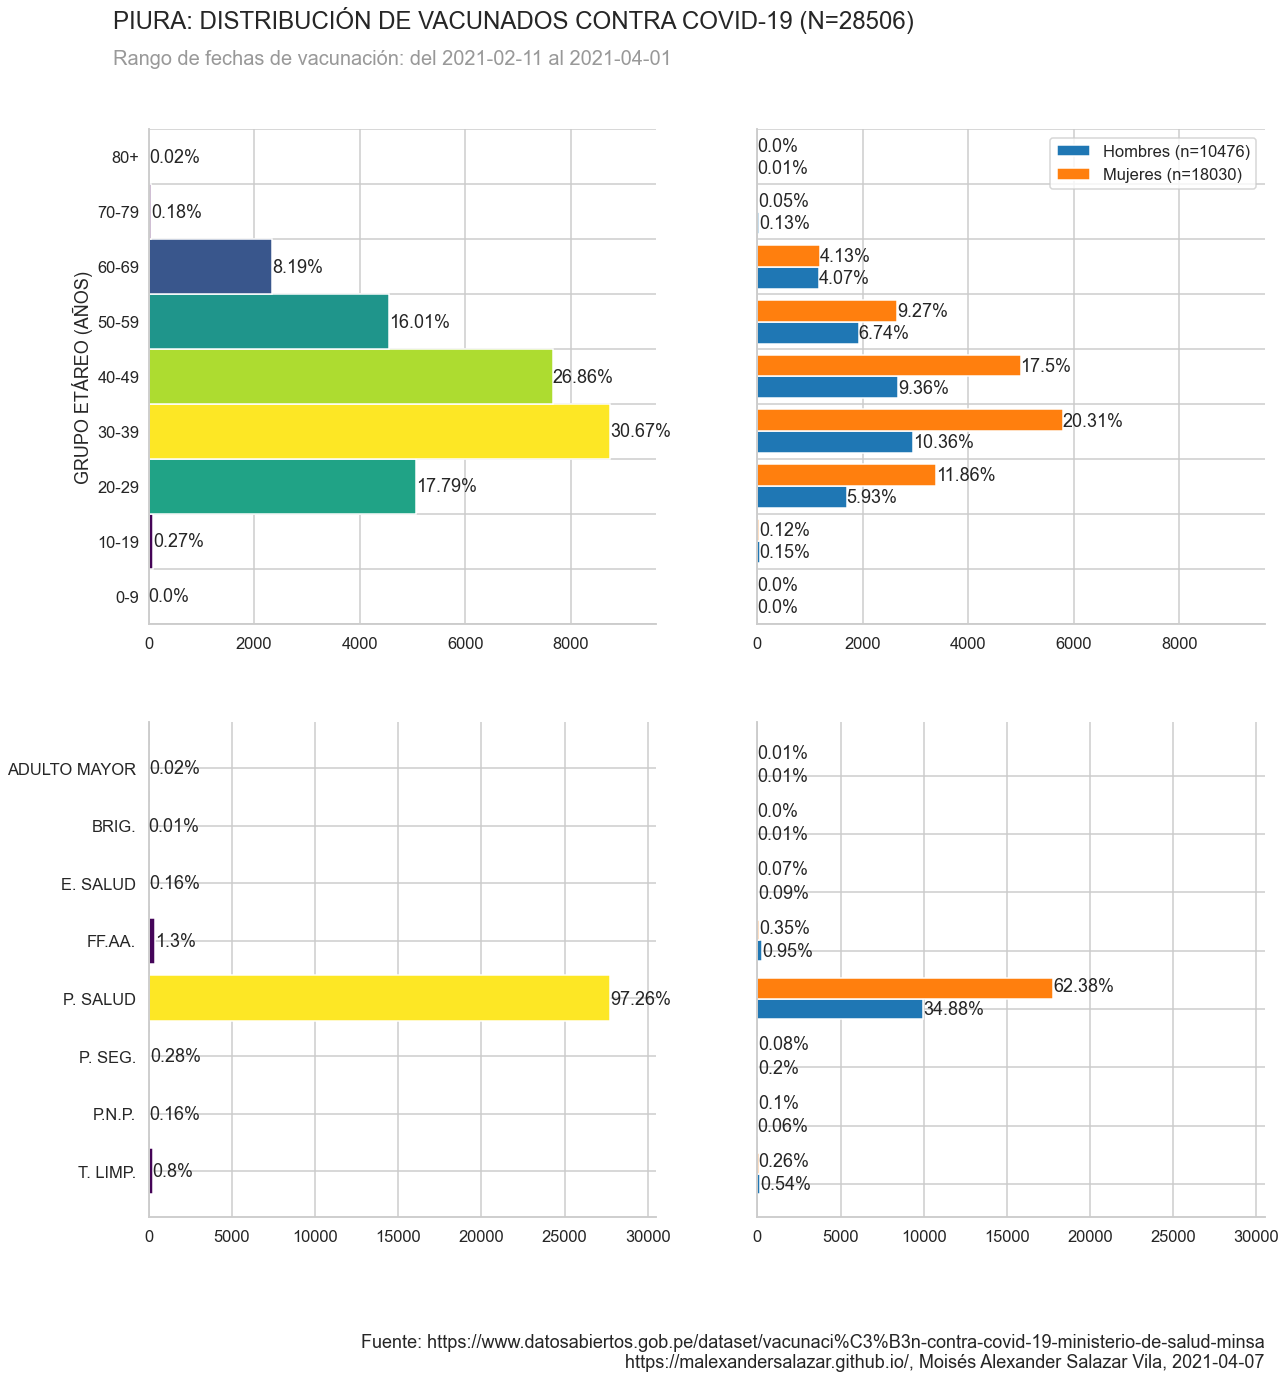 PIURA: DISTRIBUCIÓN DE VACUNADOS CONTRA COVID-19 (N=28506)
Rango de fechas de vacunación: del 2021-02-11 al 2021-04-01
GRUPO ETÁREO (AÑOS)
80+ 0.02%
70-79 0.18%
60-69 8.19%
50-59 16.01%
40-49 26.86%
30-39 30.67%
20-29 17.79%
10-19 0.27%
0-9 0.0%
0 2000 4000 6000 8000
Hombres (n=10476)
Mujeres (n=18030)
0.0%
0.01%
0.05%
0.13%
4.13%
4.07%
9.27%
6.74%
17.5%
9.36%
20.31%
10.36%
11.86%
5.93%
0.12%
0.15%
0.0%
0.0%
0 2000 4000 6000 8000
ADULTO MAYOR 0.02%
BRIG. 0.01%
E. SALUD 0.16%
FF.AA. 1.3%
P. SALUD 97.26%
P. SEG. 0.28%
P.N.P. 0.16%
T. LIMP. 0.8%
0 5000 10000 15000 20000 25000 30000
0.01%
0.01%
0.0%
0.01%
0.07%
0.09%
0.35%
0.95%
62.38%
34.88%
0.08%
0.2%
0.1%
0.06%
0.26%
0.54%
0 5000 10000 15000 20000 25000 30000
Fuente: https://www.datosabiertos.gob.pe/dataset/vacunaci%C3%B3n-contra-covid-19-ministerio-de-salud-minsa
https://malexandersalazar.github.io/, Moisés Alexander Salazar Vila, 2021-04-07